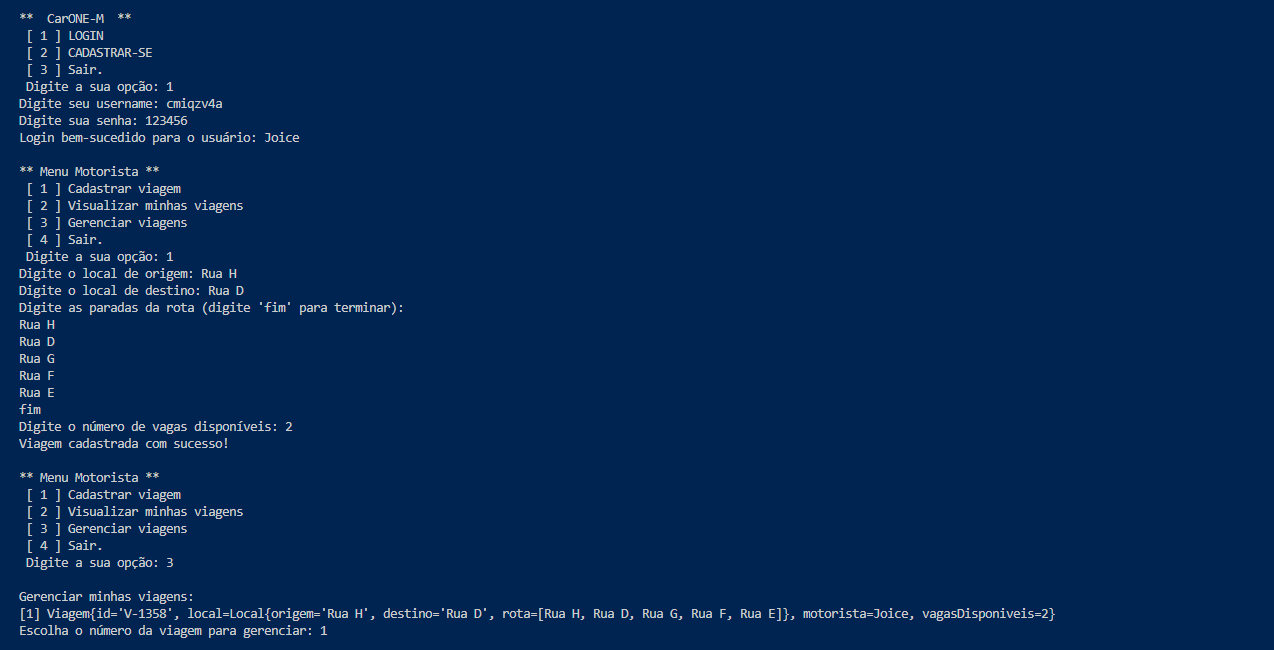 **  CarONE-M  **
[ 1 ] LOGIN
[ 2 ] CADASTRAR-SE
[ 3 ] Sair.
Digite a sua opção: 1
Digite seu username: cmiqzv4a
Digite sua senha: 123456
Login bem-sucedido para o usuário: Joice
** Menu Motorista **
[ 1 ] Cadastrar viagem
[ 2 ] Visualizar minhas viagens
[ 3 ] Gerenciar viagens
[ 4 ] Sair.
Digite a sua opção: 1
Digite o local de origem: Rua H
Digite o local de destino: Rua D
Digite as paradas da rota (digite 'fim' para terminar):
Rua H
Rua D
Rua G
Rua F
Rua E
fim
Digite o número de vagas disponíveis: 2
Viagem cadastrada com sucesso!
** Menu Motorista **
[ 1 ] Cadastrar viagem
[ 2 ] Visualizar minhas viagens
[ 3 ] Gerenciar viagens
[ 4 ] Sair.
Digite a sua opção: 3
Gerenciar minhas viagens:
[1] Viagem{id='V-1358', local=Local{origem='Rua H', destino='Rua D', rota=[Rua H, Rua D, Rua G, Rua F, Rua E]}, motorista=Joice, vagasDisponiveis=2}
Escolha o número da viagem para gerenciar: 1